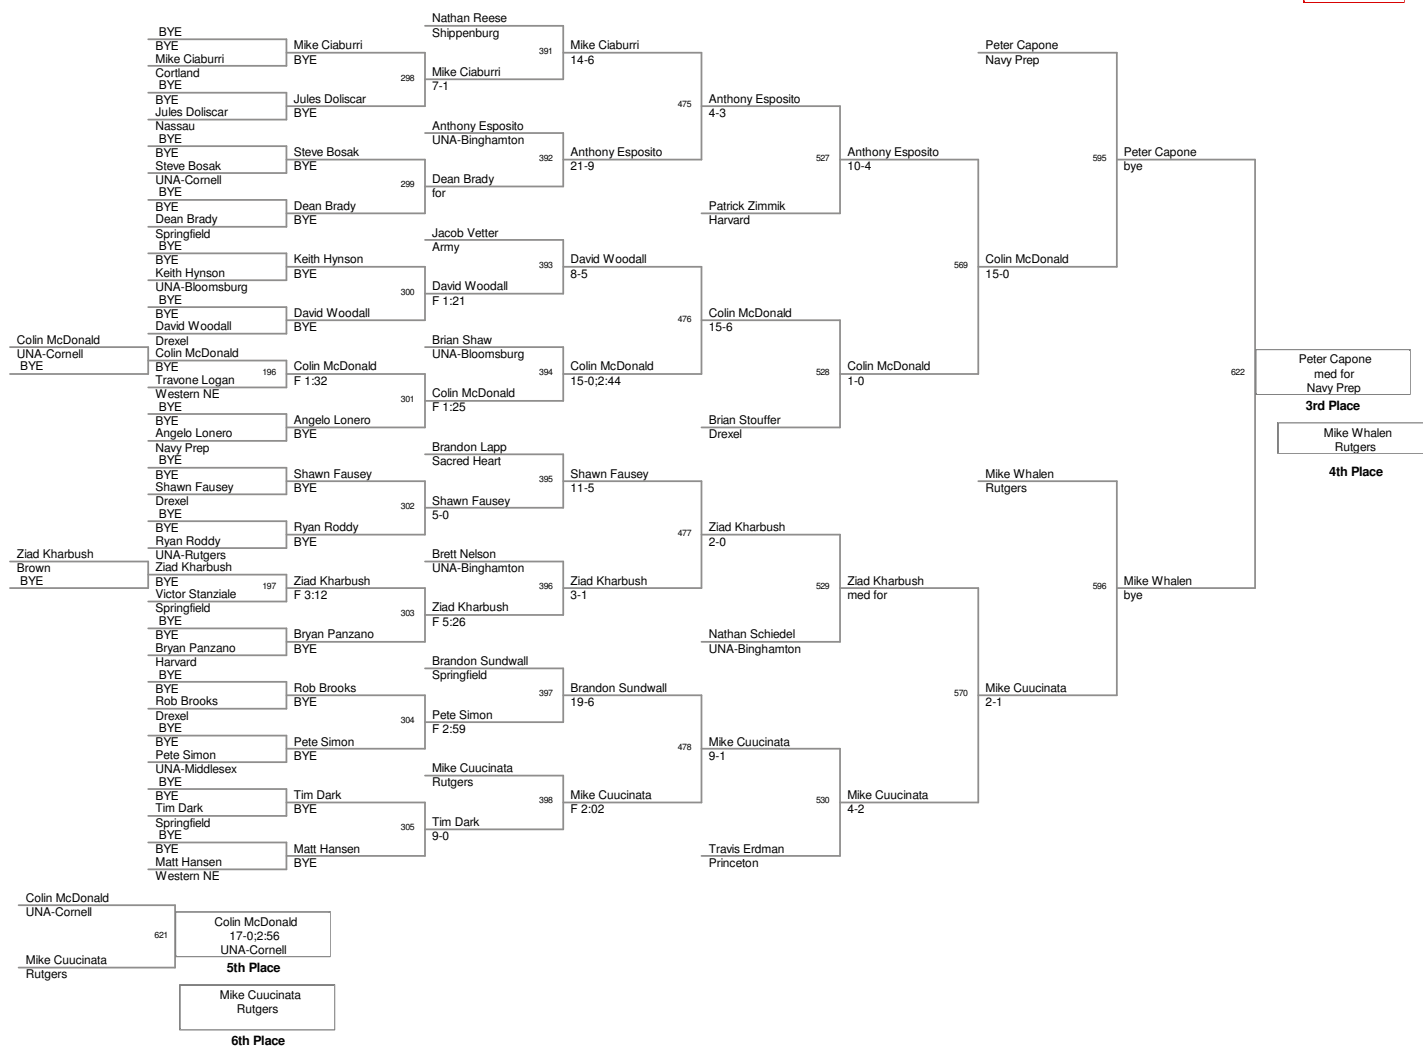 BYE
BYE
Mike Ciaburri
Cortland
BYE
BYE
Jules Doliscar
Nassau
BYE
BYE
Steve Bosak
UNA-Cornell
BYE
BYE
Dean Brady
Springfield
BYE
BYE
Keith Hynson
UNA-Bloomsburg
BYE
BYE
David Woodall
Drexel
Colin McDonald
UNA-Cornell
BYE
Colin McDonald
BYE
196
Travone Logan
Western NE
BYE
BYE
Angelo Lonero
Navy Prep
BYE
BYE
Shawn Fausey
Drexel
BYE
BYE
Ryan Roddy
UNA-Rutgers
Ziad Kharbush
Brown
BYE
Ziad Kharbush
BYE
197
Victor Stanziale
Springfield
BYE
BYE
Bryan Panzano
Harvard
BYE
BYE
Rob Brooks
Drexel
BYE
BYE
Pete Simon
UNA-Middlesex
BYE
BYE
Tim Dark
Springfield
BYE
BYE
Matt Hansen
Western NE
Mike Ciaburri
BYE
298
Jules Doliscar
BYE
Steve Bosak
BYE
299
Dean Brady
BYE
Keith Hynson
BYE
300
David Woodall
BYE
Colin McDonald
F 1:32
301
Angelo Lonero
BYE
Shawn Fausey
BYE
302
Ryan Roddy
BYE
Ziad Kharbush
F 3:12
303
Bryan Panzano
BYE
Rob Brooks
BYE
304
Pete Simon
BYE
Tim Dark
BYE
305
Matt Hansen
BYE
Nathan Reese
Shippenburg
391
Mike Ciaburri
7-1
Anthony Esposito
UNA-Binghamton
392
Dean Brady
for
Jacob Vetter
Army
393
David Woodall
F 1:21
Brian Shaw
UNA-Bloomsburg
394
Colin McDonald
F 1:25
Brandon Lapp
Sacred Heart
395
Shawn Fausey
5-0
Brett Nelson
UNA-Binghamton
396
Ziad Kharbush
F 5:26
Brandon Sundwall
Springfield
397
Pete Simon
F 2:59
Mike Cuucinata
Rutgers
398
Tim Dark
9-0
Mike Ciaburri
14-6
475
Anthony Esposito
21-9
David Woodall
8-5
476
Colin McDonald
15-0;2:44
Shawn Fausey
11-5
477
Ziad Kharbush
3-1
Brandon Sundwall
19-6
478
Mike Cuucinata
F 2:02
Anthony Esposito
4-3
527
Patrick Zimmik
Harvard
Colin McDonald
15-6
528
Brian Stouffer
Drexel
Ziad Kharbush
2-0
529
Nathan Schiedel
UNA-Binghamton
Mike Cuucinata
9-1
530
Travis Erdman
Princeton
Anthony Esposito
10-4
569
Colin McDonald
1-0
Ziad Kharbush
med for
570
Mike Cuucinata
4-2
Peter Capone
Navy Prep
595
Colin McDonald
15-0
Mike Whalen
Rutgers
596
Mike Cuucinata
2-1
Peter Capone
bye
622
Mike Whalen
bye
Peter Capone
med for
Navy Prep
3rd Place
Mike Whalen
Rutgers
4th Place
Colin McDonald
UNA-Cornell
621
Mike Cuucinata
Rutgers
Colin McDonald
17-0;2:56
UNA-Cornell
5th Place
Mike Cuucinata
Rutgers
6th Place